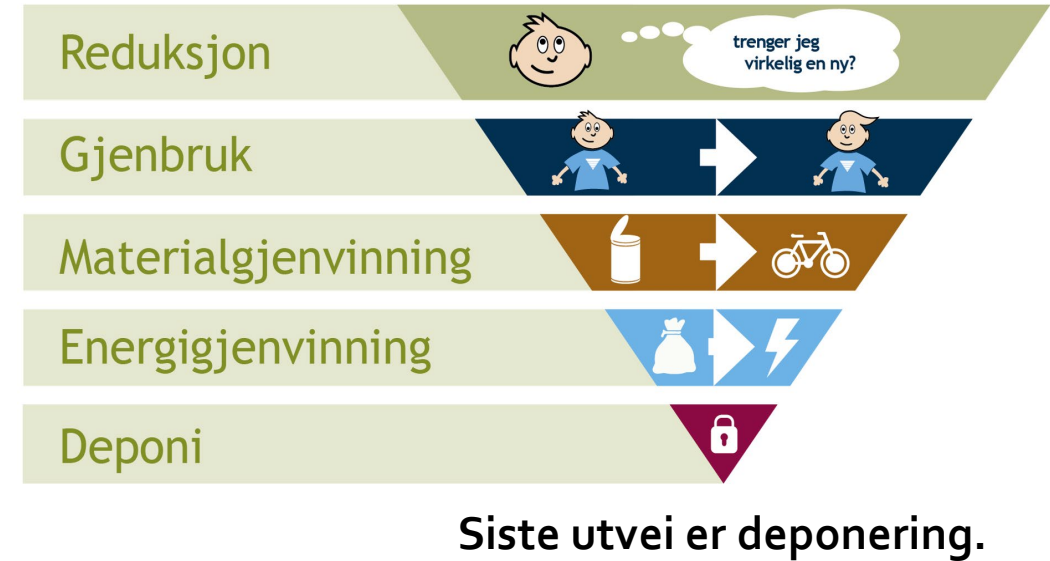 Reduksjon
trenger jeg
virkelig en ny?
Gjenbruk
Materialgjenvinning
Energigjenvinning
Deponi
Siste utvei er deponering.